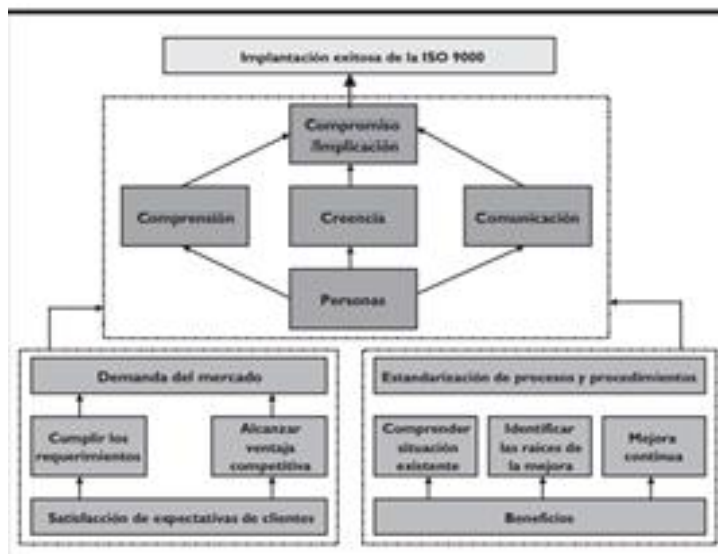 Implantación exitosa de la ISO 9000
Compromiso
/Implicación
Comprensión
Creencia
Comunicación
Personas
Demanda del mercado
Cumplir los
requerimientos
Alcanzar
ventaja
competitiva
Satisfacción de expectativas de clientes
Estandarización de procesos y procedimientos
Comprender
situación
existente
Identificar
las raíces de
la mejora
Mejora
continua
Beneficios